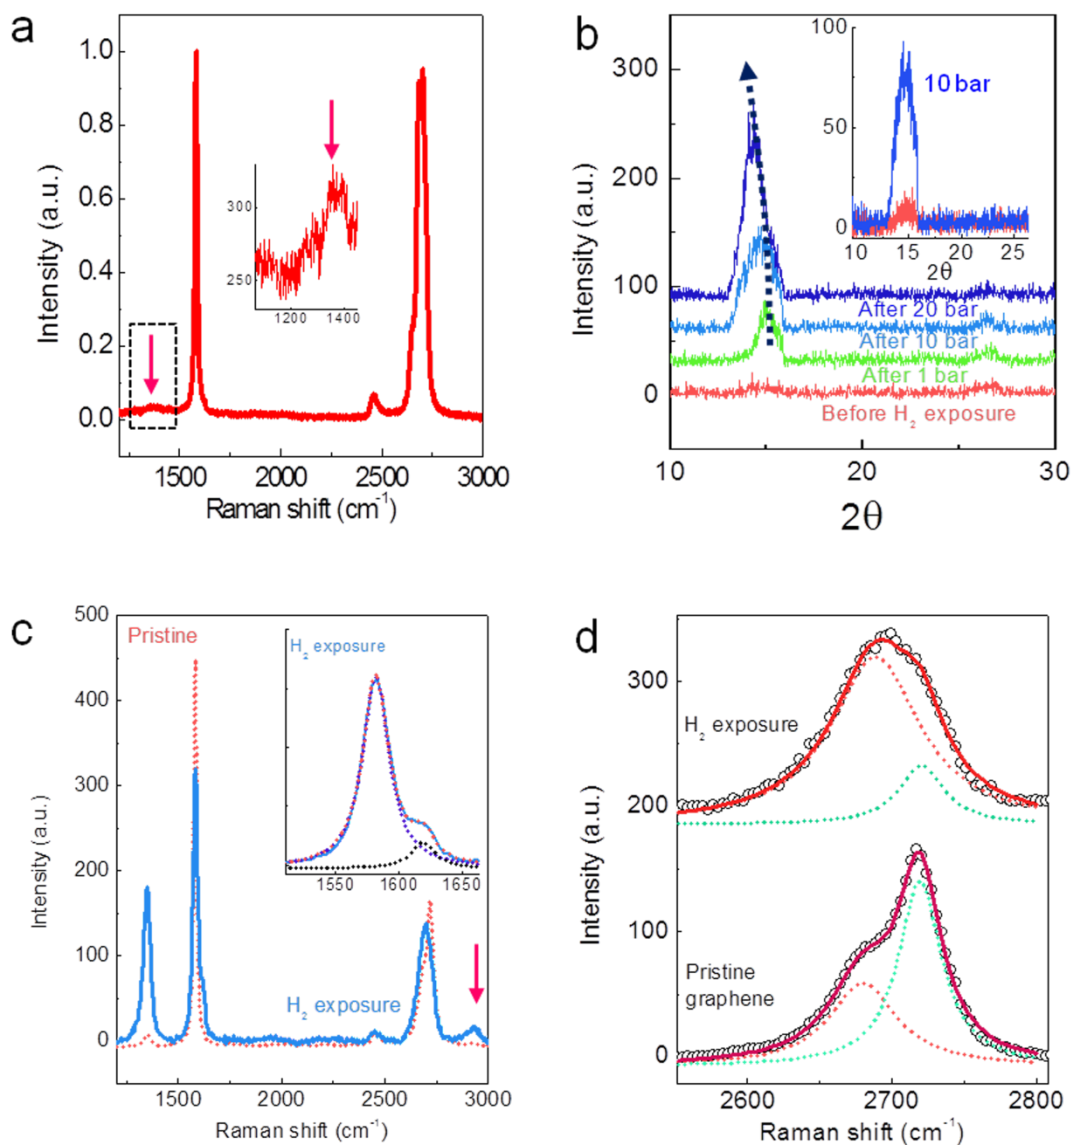 a
Intensity (a.u.)
1.0
0.8
0.6
0.4
0.2
0.0
300
250
1200
1400
1500
2000
2500
3000
Raman shift (cm⁻¹)
b
Intensity (a.u.)
300
200
100
0
100
50
0
10 bar
10
15
20
25
2θ
After 20 bar
After 10 bar
After 1 bar
Before H₂ exposure
10
20
30
2θ
c
Intensity (a.u.)
500
400
300
200
100
0
Pristine
H₂ exposure
1550
1600
1650
H₂ exposure
1500
2000
2500
3000
Raman shift (cm⁻¹)
d
Intensity (a.u.)
300
200
100
0
H₂ exposure
Pristine
graphene
2600
2700
2800
Raman shift (cm⁻¹)